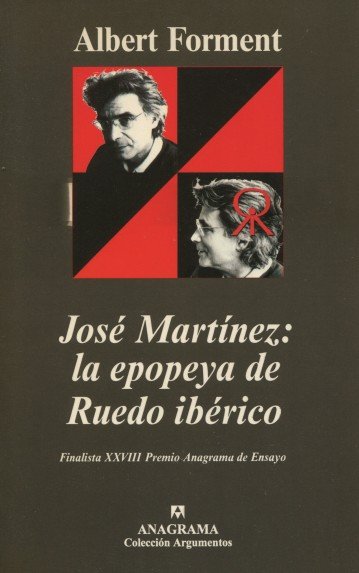 Albert Forment
José Martínez:
la epopeya de
Ruedo ibérico
Finalista XXVIII Premio Anagrama de Ensayo
ANAGRAMA
Colección Argumentos